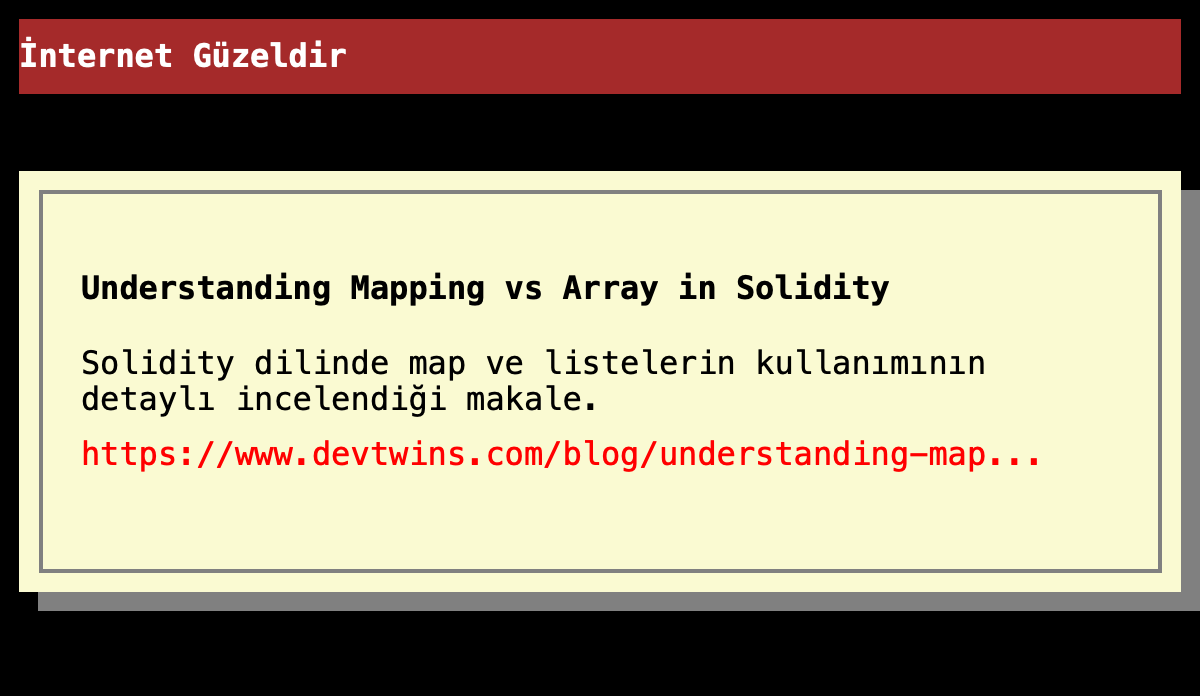 İnternet Güzeldir
Understanding Mapping vs Array in Solidity
Solidity dilinde map ve listelerin kullanımının
detaylı incelendiği makale.
https://www.devtwins.com/blog/understanding-map...